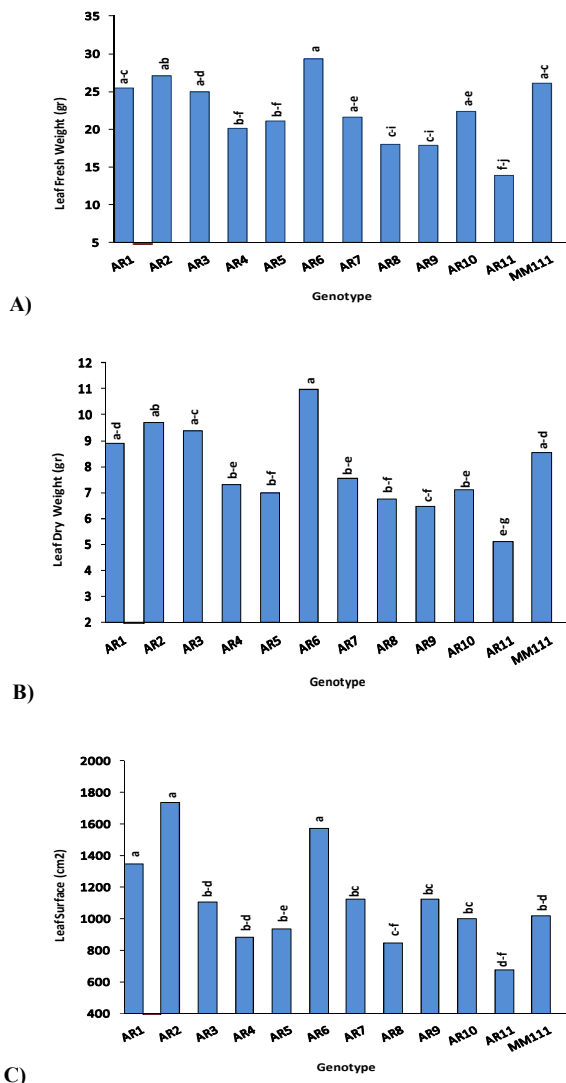 Leaf Fresh Weight (gr)
35
30
25
20
15
10
5
a-c
ab
a-d
b-f
b-f
a
a-e
c-i
c-i
a-e
f-j
a-c
AR1
AR2
AR3
AR4
AR5
AR6
AR7
AR8
AR9
AR10
AR11
MM111
Genotype
A)
Leaf Dry Weight (gr)
12
11
10
9
8
7
6
5
4
3
2
a-d
ab
a-c
b-e
b-f
a
b-e
b-f
c-f
b-e
e-g
a-d
AR1
AR2
AR3
AR4
AR5
AR6
AR7
AR8
AR9
AR10
AR11
MM111
Genotype
B)
Leaf Surface (cm2)
2000
1800
1600
1400
1200
1000
800
600
400
a
a
b-d
b-d
b-e
a
bc
c-f
bc
bc
d-f
b-d
AR1
AR2
AR3
AR4
AR5
AR6
AR7
AR8
AR9
AR10
AR11
MM111
Genotype
C)